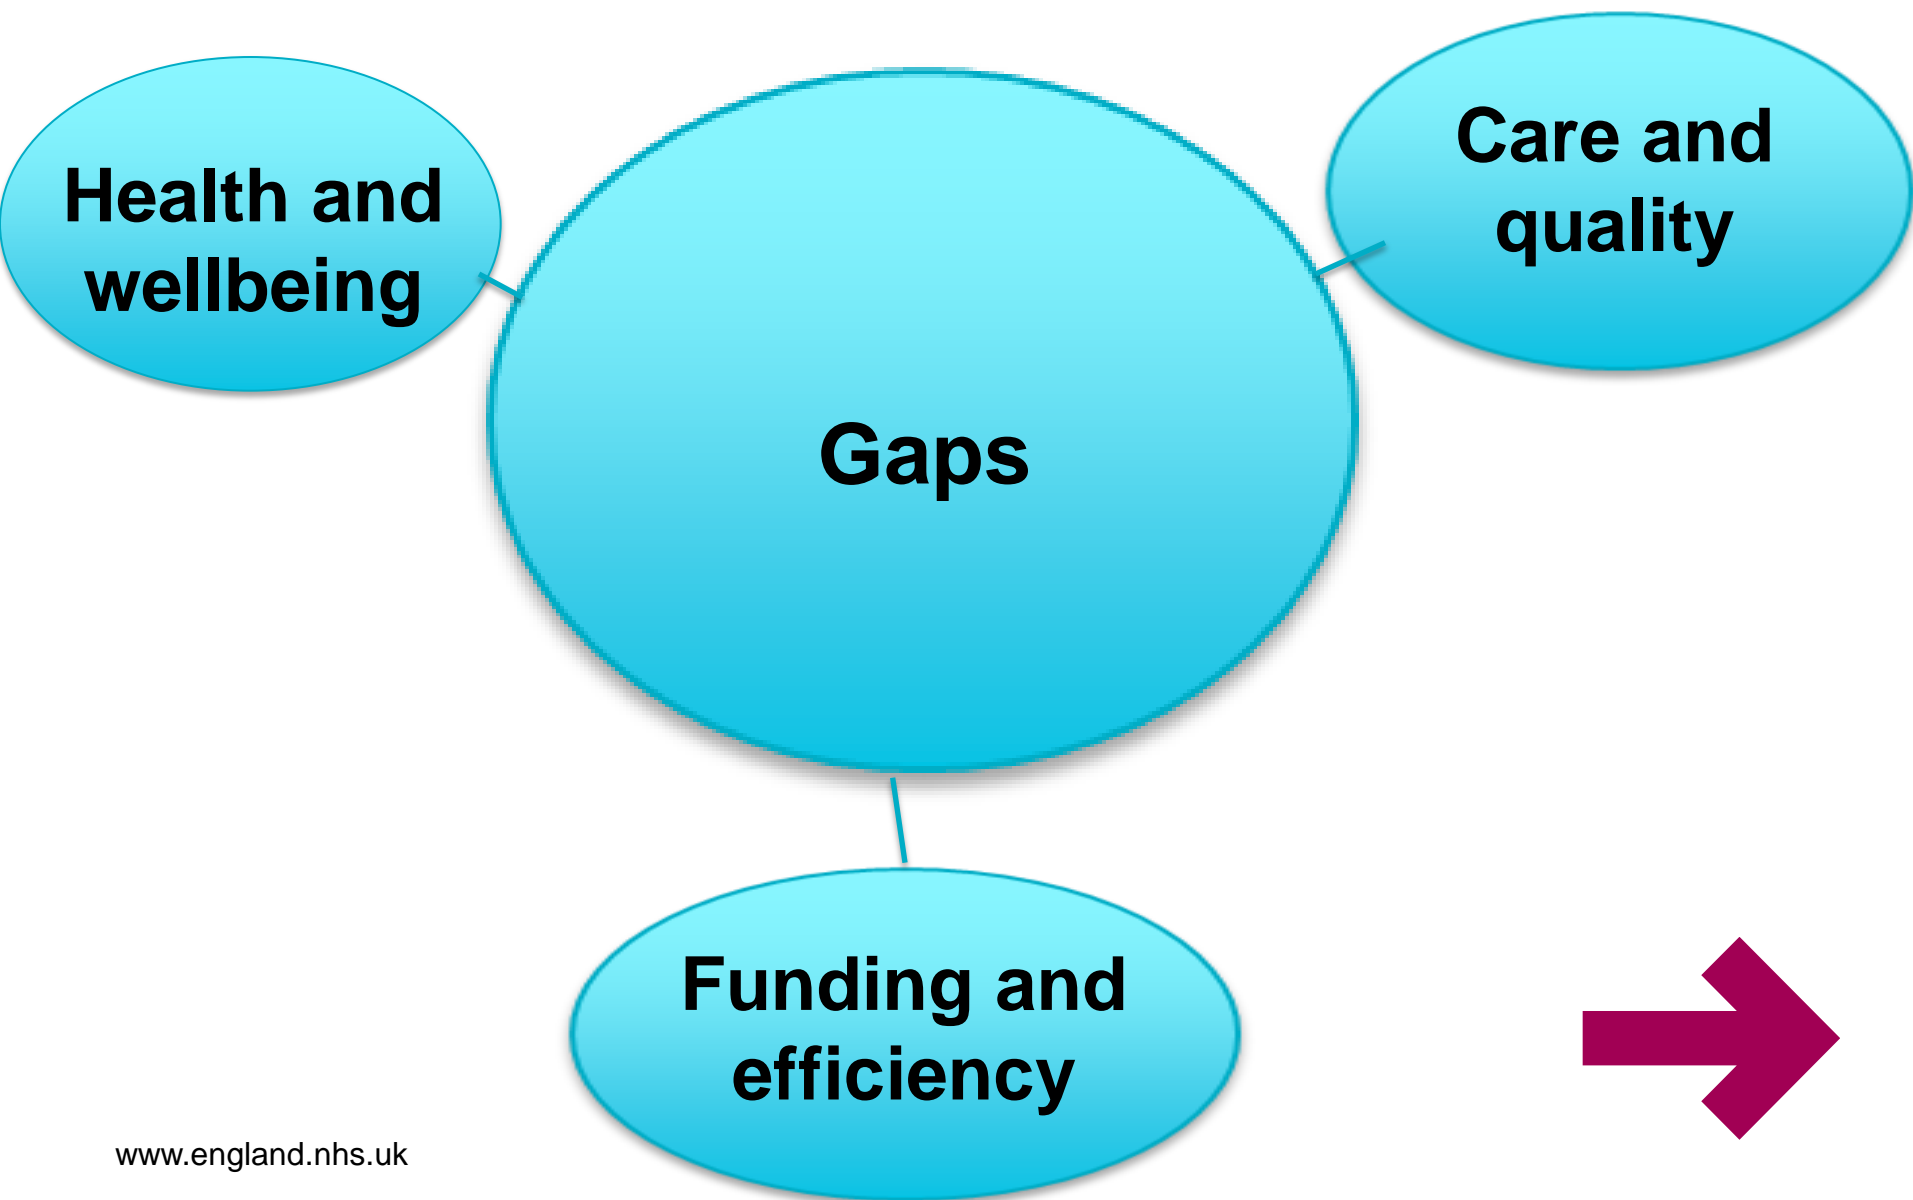 Health and
wellbeing
Care and
quality
Gaps
Funding and
efficiency
www.england.nhs.uk